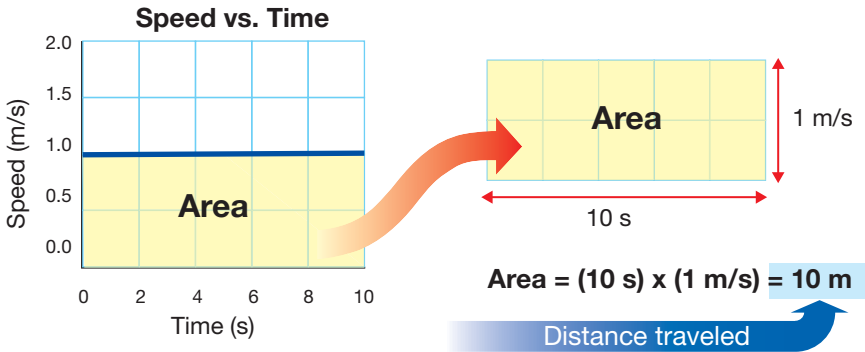 Speed vs. Time
2.0
1.5
1.0
0.5
0.0
Speed (m/s)
Area
0 2 4 6 8 10
Time (s)
Area
1 m/s
10 s
Area = (10 s) x (1 m/s) = 10 m
Distance traveled